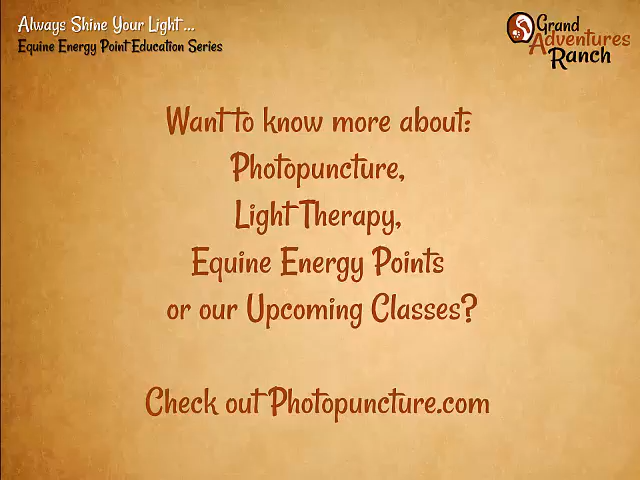 Always Shine Your Light...
Equine Energy Point Education Series
Grand
Adventures
Ranch
Want to know more about:
Photopuncture,
Light Therapy,
Equine Energy Points
or our Upcoming Classes?
Check out Photopuncture.com